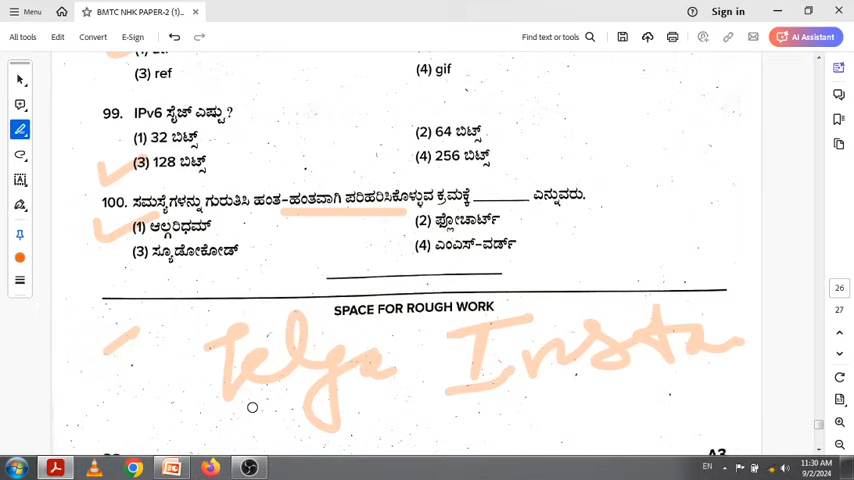 Menu BMTC NHK PAPER-2 (1)... × + Create Sign in
All tools Edit Convert E-Sign Find text or tools AI Assistant
(3) ref (4) gif
99. IPv6 ಸೈಜ್ ಎಷ್ಟು?
(1) 32 ಬಿಟ್ಸ್ (2) 64 ಬಿಟ್ಸ್
(3) 128 ಬಿಟ್ಸ್ (4) 256 ಬಿಟ್ಸ್
100. ಸಮಸ್ಯೆಗಳನ್ನು ಗುರುತಿಸಿ ಹಂತ-ಹಂತವಾಗಿ ಪರಿಹರಿಸಿಕೊಳ್ಳುವ ಕ್ರಮಕ್ಕೆ ________ ಎನ್ನುವರು.
(1) ಆಲ್ಗರಿಥಮ್ (2) ಫ್ಲೋಚಾರ್ಟ್
(3) ಸ್ಯೂಡೋಕೋಡ್ (4) ಎಂಎಸ್-ವರ್ಡ್
SPACE FOR ROUGH WORK
Insta
A3
26
27
EN 11:30 AM
9/2/2024